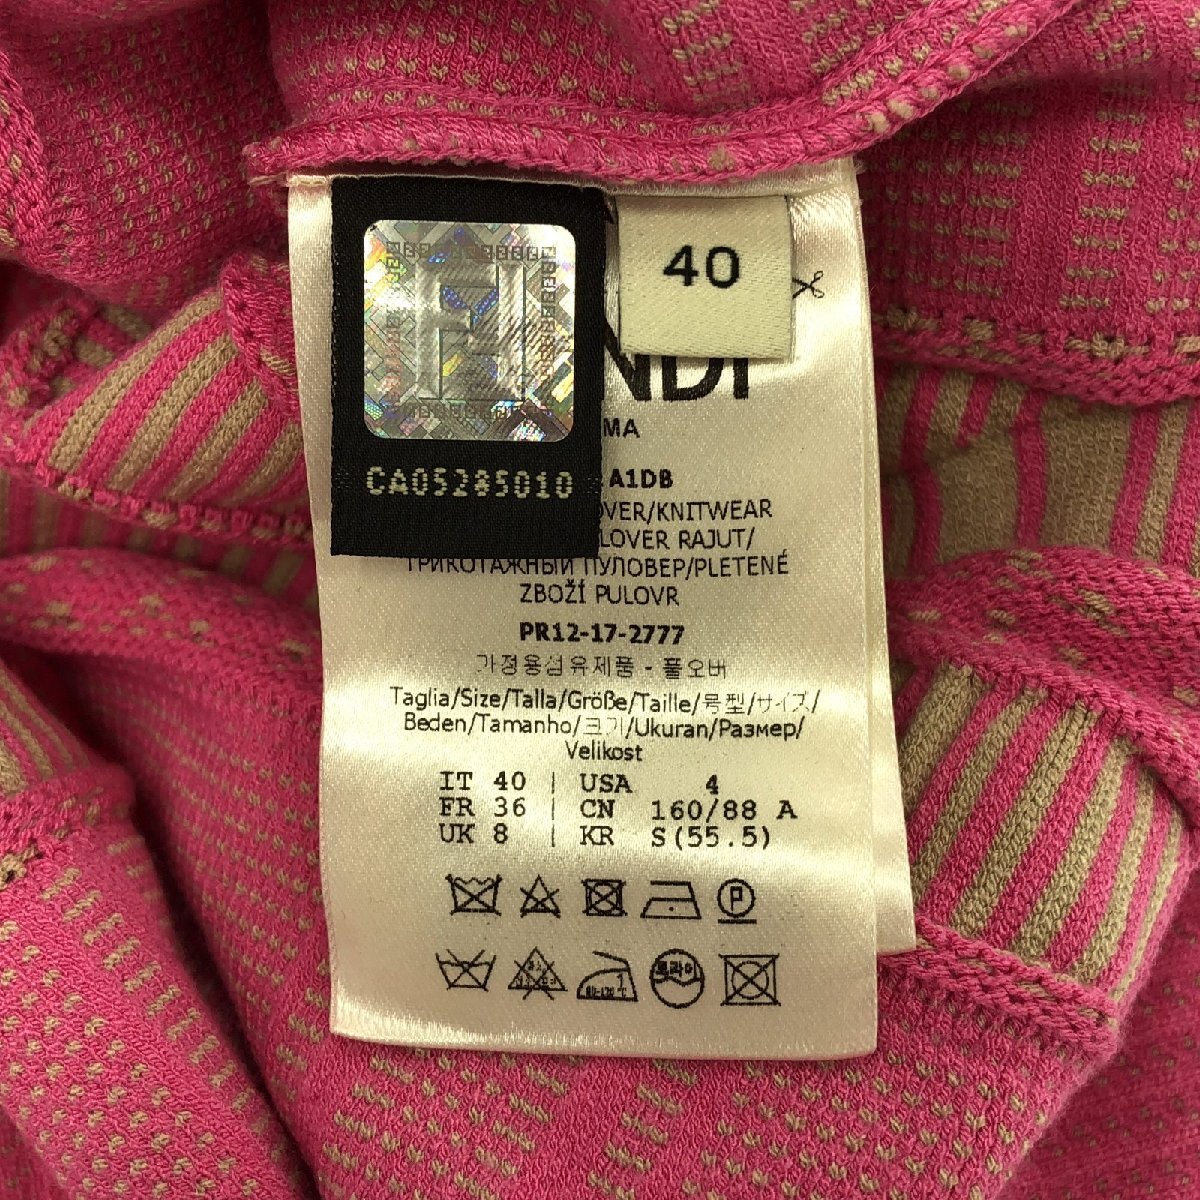 40
NDI
MA
CA05285010
A1DB
OVER/KNITWEAR
LOVER RAJUT/
ТРИКОТАЖНЫЙ ПУЛОВЕР/PLETENÉ
ZBOŽÍ PULOVR
PR12-17-2777
가정용섬유제품 - 풀오버
Taglia/Size/Talla/Größe/Taille/号型/サイズ/
Beden/Tamanho/크기/Ukuran/Размер/
Velikost
IT 40 | USA 4
FR 36 | CN 160/88 A
UK 8 | KR S(55.5)
P
드라이